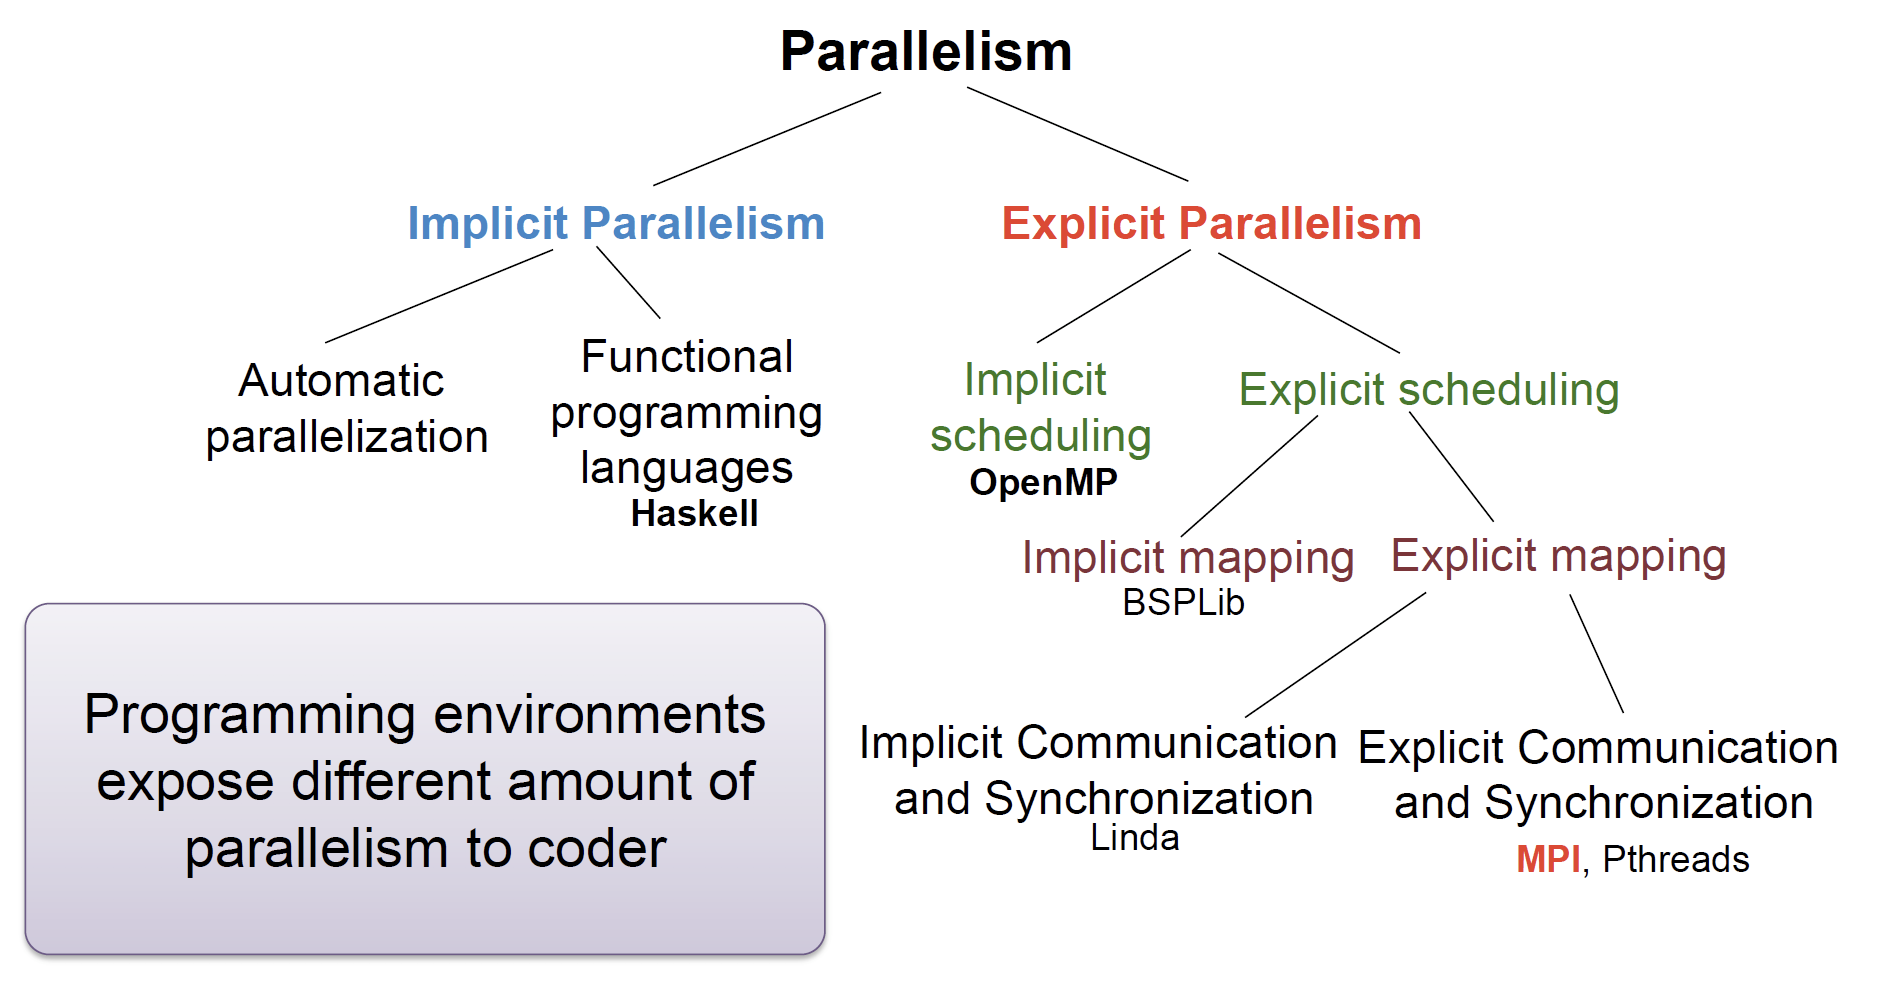 Parallelism
Implicit Parallelism
Explicit Parallelism
Automatic
parallelization
Functional
programming
languages
Haskell
Implicit
scheduling
OpenMP
Explicit scheduling
Implicit mapping
BSPLib
Explicit mapping
Implicit Communication
and Synchronization
Linda
Explicit Communication
and Synchronization
MPI, Pthreads
Programming environments
expose different amount of
parallelism to coder